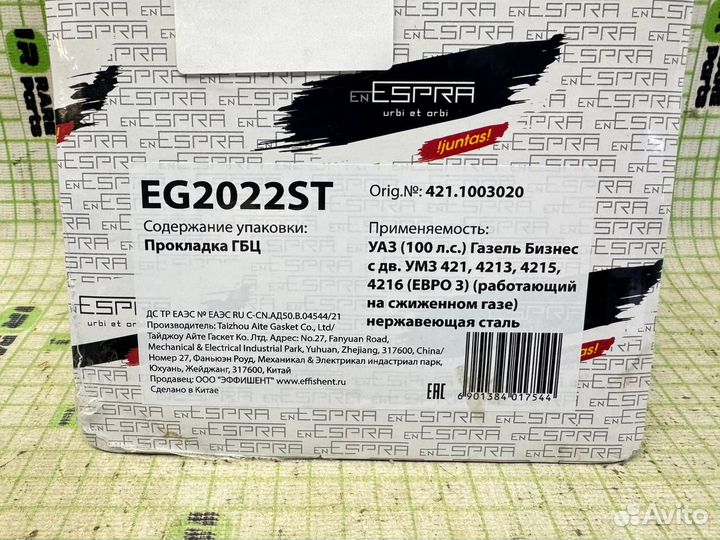 enESPRA
urbi et orbi
!juntas!
EG2022ST
Orig.№: 421.1003020
Содержание упаковки:
Прокладка ГБЦ
Применяемость:
УАЗ (100 л.с.) Газель Бизнес
с дв. УМЗ 421, 4213, 4215,
4216 (ЕВРО 3) (работающий
на сжиженном газе)
нержавеющая сталь
ДС ТР ЕАЭС № ЕАЭС RU С-CN.АД50.В.04544/21
Производитель: Taizhou Aite Gasket Co., Ltd/
Тайджоу Айте Гаскет Ко. Лтд. Адрес: No.27, Fanyuan Road,
Mechanical & Electrical Industrial Park, Yuhuan, Zhejiang, 317600, China/
Номер 27, Фаньюэн Роуд, Механикал & Электрикал индастриал парк,
Юхуань, Жейджанг, 317600, Китай
Продавец: ООО "ЭФФИШЕНТ" www.effishent.ru
Сделано в Китае
EAC
6 901384 017544
RARE
Parts
Avito